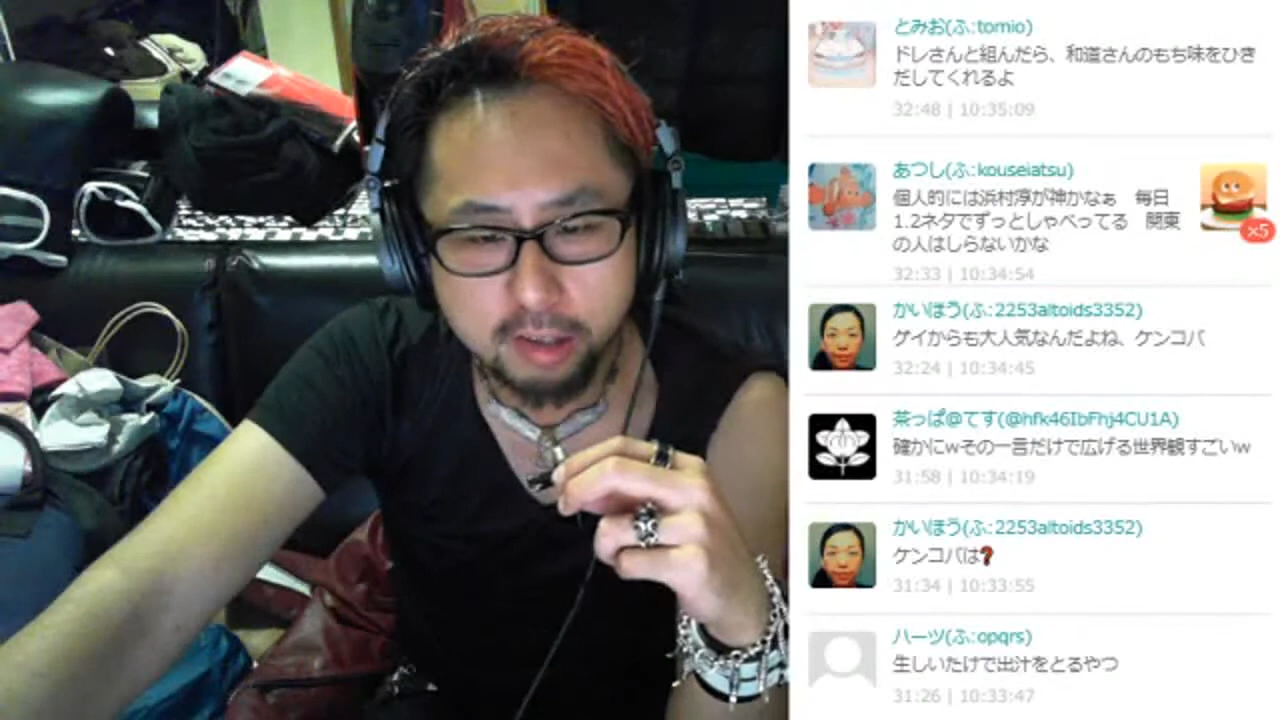 とみお(ふ:tomio)
ドレさんと組んだら、和道さんのもち味をひき
だしてくれるよ
32:48 | 10:35:09
あつし(ふ:kouseiatsu)
個人的には浜村淳が神かなぁ　毎日
1.2ネタでずっとしゃべってる　関東
の人はしらないかな
x5
32:33 | 10:34:54
かいほう(ふ:2253altoids3352)
ゲイからも大人気なんだよね、ケンコバ
32:24 | 10:34:45
茶っぱ@てす(@hfk46IbFhj4CU1A)
確かにwその一言だけで広げる世界観すごいw
31:58 | 10:34:19
かいほう(ふ:2253altoids3352)
ケンコバは❓
31:34 | 10:33:55
ハーツ(ふ:opqrs)
生しいたけで出汁をとるやつ
31:26 | 10:33:47